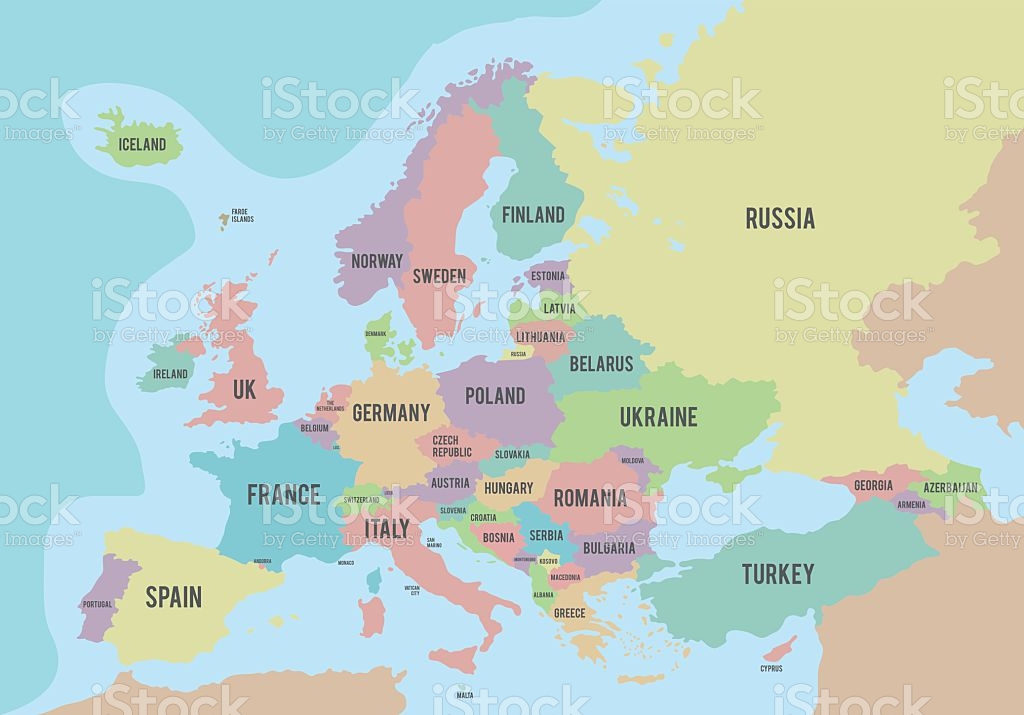 iStock
by Getty Images™
ICELAND
FAROE
ISLANDS
FINLAND
RUSSIA
NORWAY
SWEDEN
ESTONIA
LATVIA
DENMARK
LITHUANIA
RUSSIA
IRELAND
UK
BELARUS
THE
NETHERLANDS
GERMANY
POLAND
BELGIUM
UKRAINE
CZECH
REPUBLIC
SLOVAKIA
MOLDOVA
AUSTRIA
HUNGARY
FRANCE
SWITZERLAND
ROMANIA
GEORGIA
AZERBAIJAN
ARMENIA
SLOVENIA
CROATIA
ITALY
SAN
MARINO
BOSNIA
SERBIA
BULGARIA
ANDORRA
MONACO
MONTENEGRO
KOSOVO
MACEDONIA
TURKEY
VATICAN
CITY
ALBANIA
SPAIN
PORTUGAL
GREECE
CYPRUS
MALTA